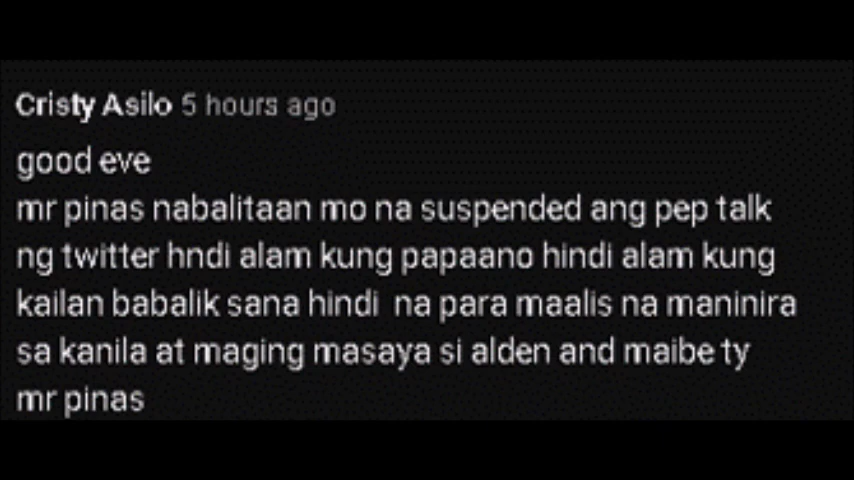 Cristy Asilo 5 hours ago
good eve
mr pinas nabalitaan mo na suspended ang pep talk
ng twitter hndi alam kung papaano hindi alam kung
kailan babalik sana hindi na para maalis na maninira
sa kanila at maging masaya si alden and maibe ty
mr pinas